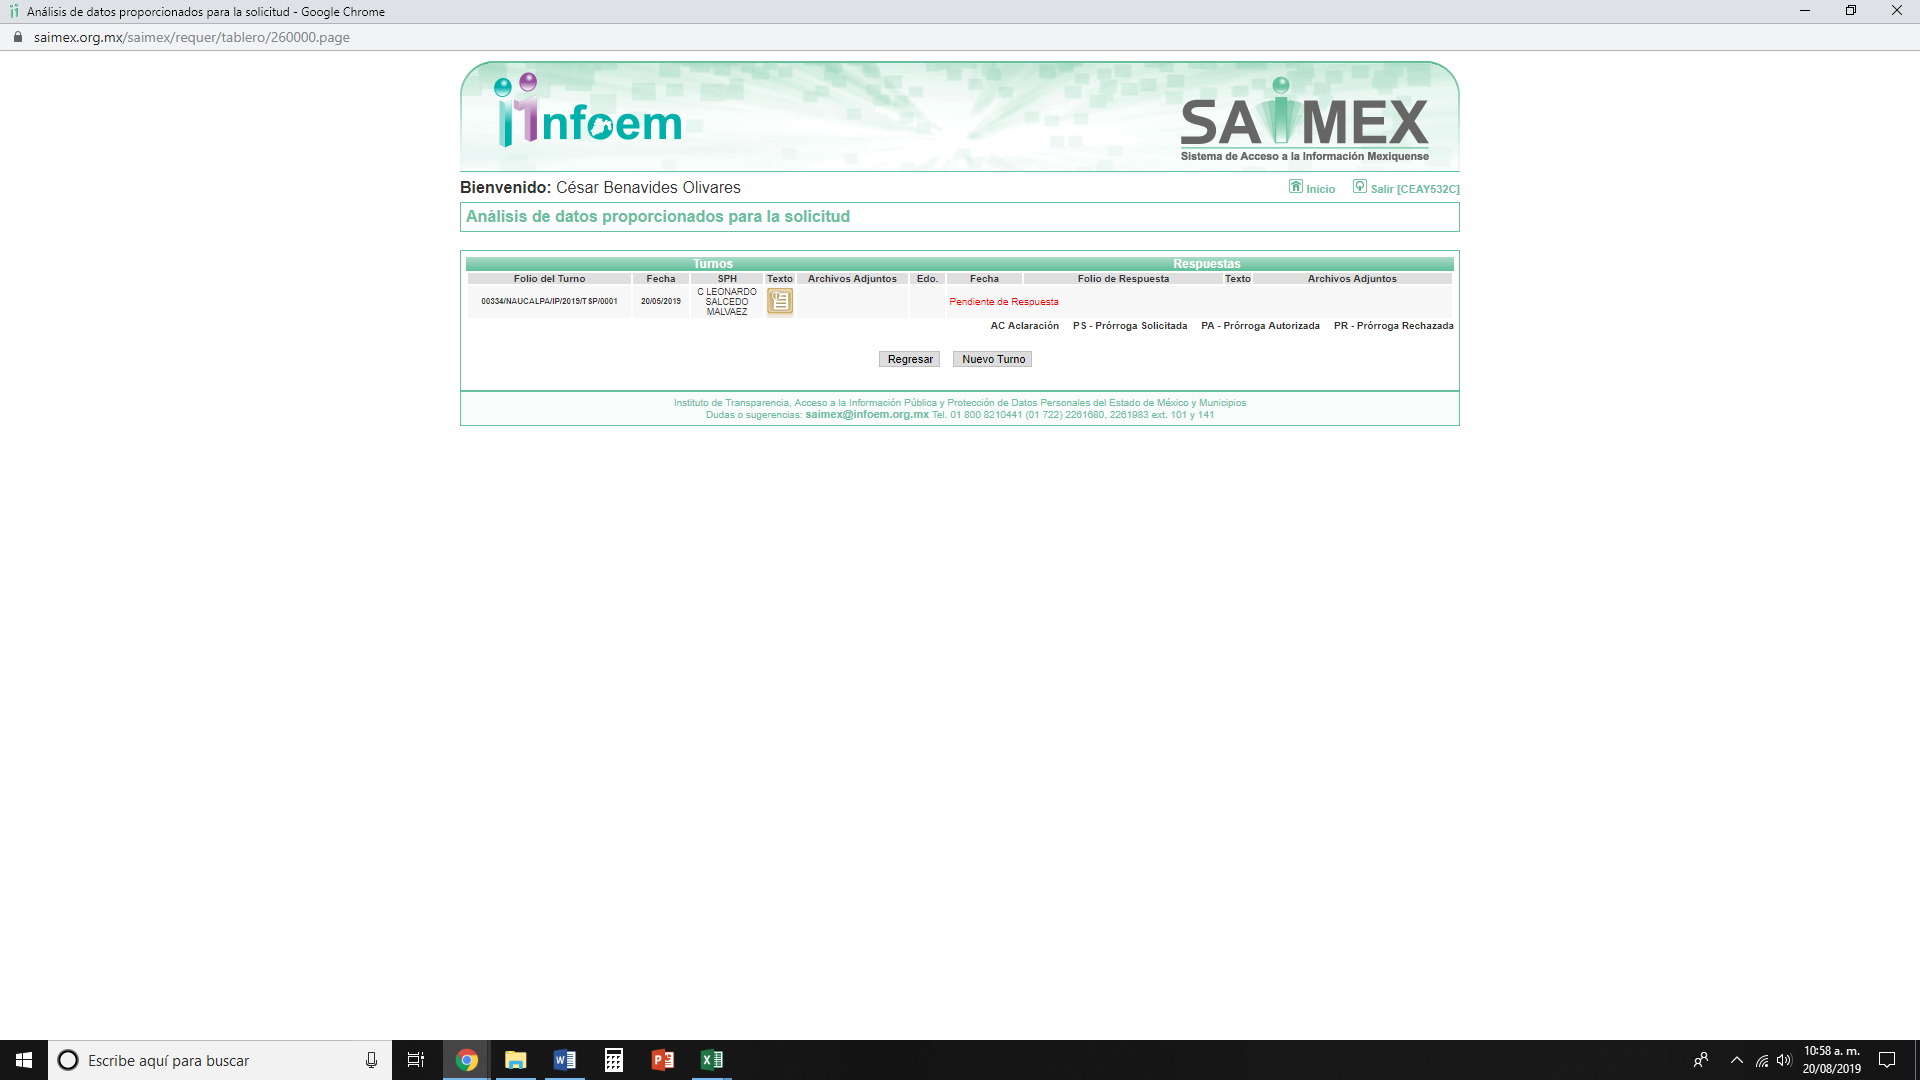 Análisis de datos proporcionados para la solicitud - Google Chrome
saimex.org.mx/saimex/requer/tablero/260000.page
infoem
SAIMEX
Sistema de Acceso a la Información Mexiquense
Bienvenido: César Benavides Olivares
Inicio Salir [CEAY532C]
Análisis de datos proporcionados para la solicitud
Turnos Respuestas
Folio del Turno Fecha SPH Texto Archivos Adjuntos Edo. Fecha Folio de Respuesta Texto Archivos Adjuntos
00334/NAUCALPA/IP/2019/TSP/0001 20/05/2019 C LEONARDO SALCEDO MALVAEZ Pendiente de Respuesta
AC Aclaración PS - Prórroga Solicitada PA - Prórroga Autorizada PR - Prórroga Rechazada
Regresar Nuevo Turno
Instituto de Transparencia, Acceso a la Información Pública y Protección de Datos Personales del Estado de México y Municipios
Dudas o sugerencias: saimex@infoem.org.mx Tel. 01 800 8210441 (01 722) 2261680, 2261983 ext. 101 y 141
Escribe aquí para buscar
10:58 a. m.
20/08/2019